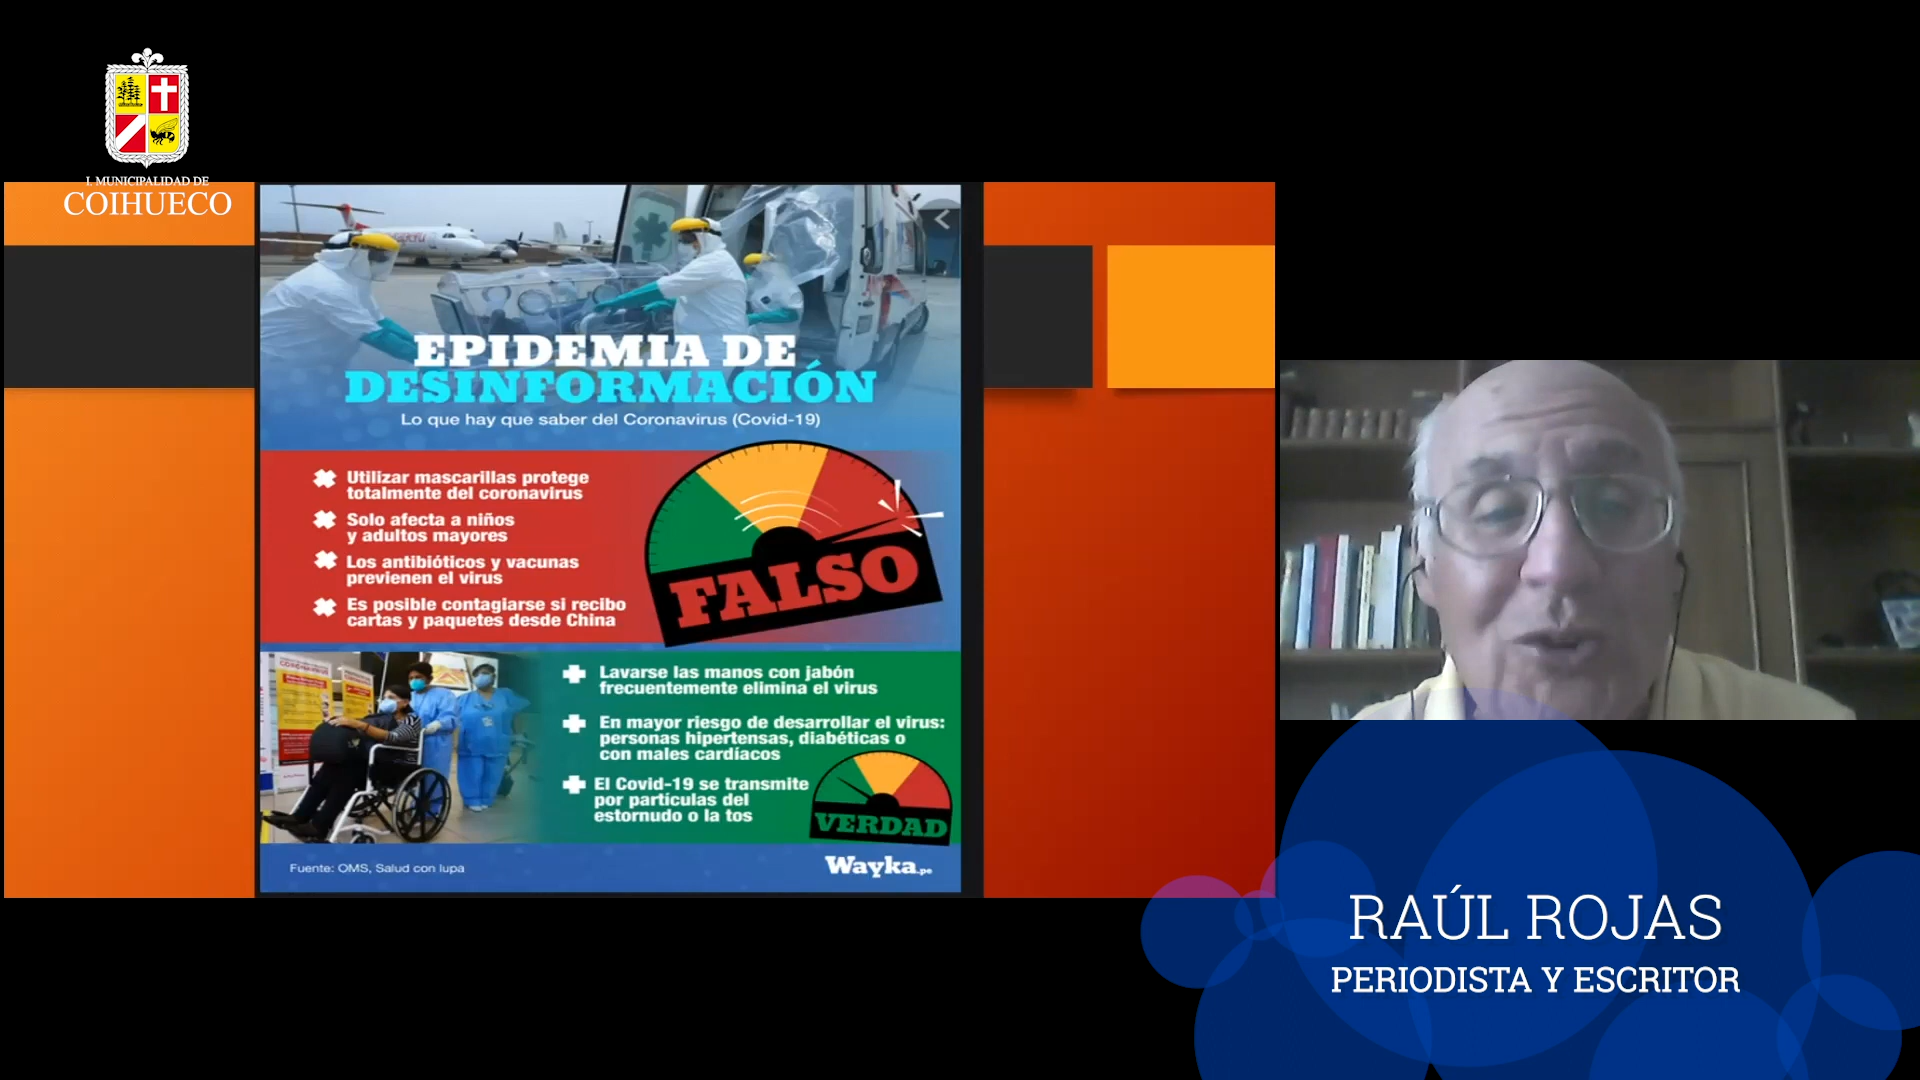 I. MUNICIPALIDAD DE
COIHUECO
EPIDEMIA DE
DESINFORMACIÓN
Lo que hay que saber del Coronavirus (Covid-19)
Utilizar mascarillas protege
totalmente del coronavirus
Solo afecta a niños
y adultos mayores
Los antibióticos y vacunas
previenen el virus
Es posible contagiarse si recibo
cartas y paquetes desde China
FALSO
Lavarse las manos con jabón
frecuentemente elimina el virus
En mayor riesgo de desarrollar el virus:
personas hipertensas, diabéticas o
con males cardíacos
El Covid-19 se transmite
por partículas del
estornudo o la tos
VERDAD
Fuente: OMS, Salud con lupa
Wayka.pe
RAÚL ROJAS
PERIODISTA Y ESCRITOR